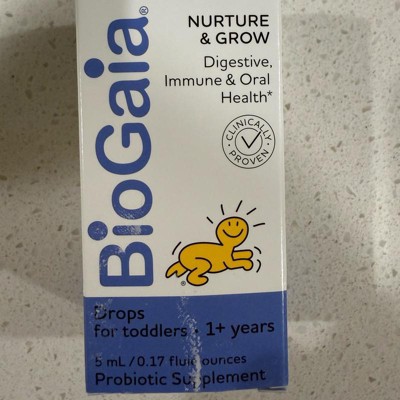 BioGaia®
NURTURE
& GROW
Digestive,
Immune & Oral
Health*
CLINICALLY
PROVEN
®
Drops
for toddlers • 1+ years
5 mL / 0.17 fluid ounces
Probiotic Supplement